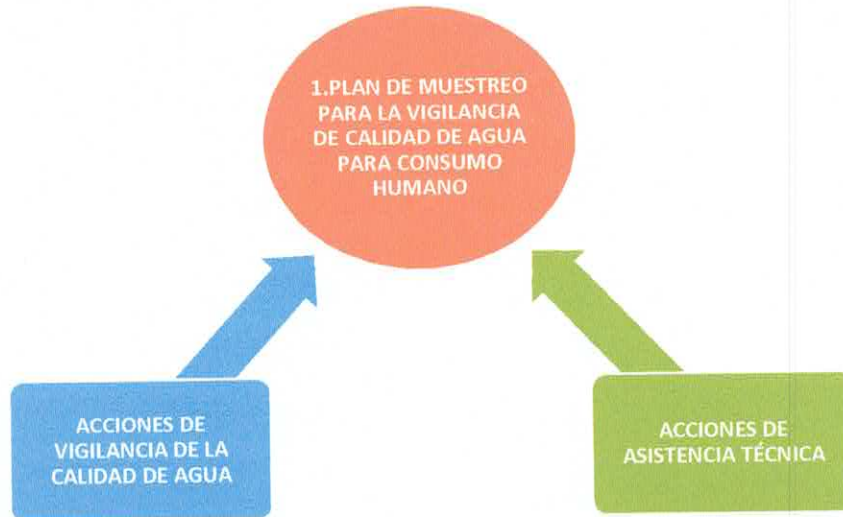 1.PLAN DE MUESTREO
PARA LA VIGILANCIA
DE CALIDAD DE AGUA
PARA CONSUMO
HUMANO
ACCIONES DE
VIGILANCIA DE LA
CALIDAD DE AGUA
ACCIONES DE
ASISTENCIA TÉCNICA